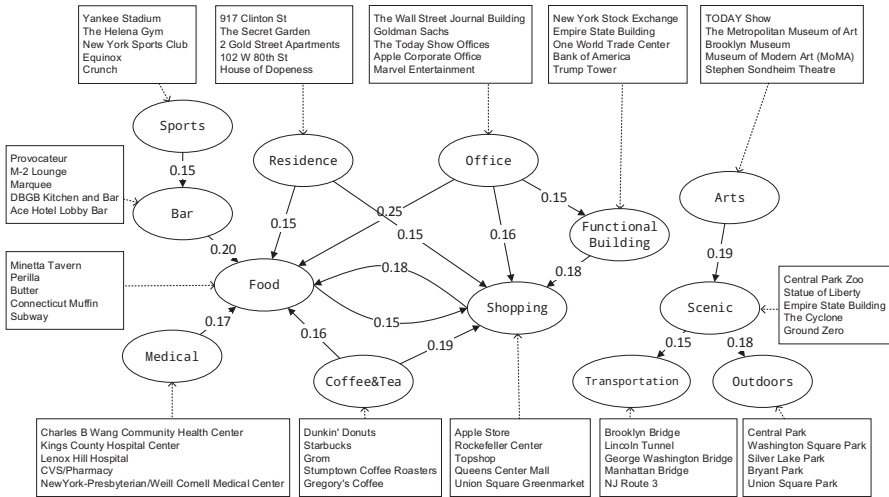 Yankee Stadium
The Helena Gym
New York Sports Club
Equinox
Crunch
917 Clinton St
The Secret Garden
2 Gold Street Apartments
102 W 80th St
House of Dopeness
The Wall Street Journal Building
Goldman Sachs
The Today Show Offices
Apple Corporate Office
Marvel Entertainment
New York Stock Exchange
Empire State Building
One World Trade Center
Bank of America
Trump Tower
TODAY Show
The Metropolitan Museum of Art
Brooklyn Museum
Museum of Modern Art (MoMA)
Stephen Sondheim Theatre
Sports
Residence
Office
Arts
0.15
Provocateur
M-2 Lounge
Marquee
DBGB Kitchen and Bar
Ace Hotel Lobby Bar
Bar
0.15
0.25
0.15
0.16
0.15
Functional
Building
0.19
0.20
0.18
0.18
Minetta Tavern
Perilla
Butter
Connecticut Muffin
Subway
Food
Shopping
Scenic
Central Park Zoo
Statue of Liberty
Empire State Building
The Cyclone
Ground Zero
0.17
0.16
0.15
0.19
0.15
0.18
Medical
Coffee&Tea
Transportation
Outdoors
Charles B Wang Community Health Center
Kings County Hospital Center
Lenox Hill Hospital
CVS/Pharmacy
NewYork-Presbyterian/Weill Cornell Medical Center
Dunkin' Donuts
Starbucks
Grom
Stumptown Coffee Roasters
Gregory's Coffee
Apple Store
Rockefeller Center
Topshop
Queens Center Mall
Union Square Greenmarket
Brooklyn Bridge
Lincoln Tunnel
George Washington Bridge
Manhattan Bridge
NJ Route 3
Central Park
Washington Square Park
Silver Lake Park
Bryant Park
Union Square Park